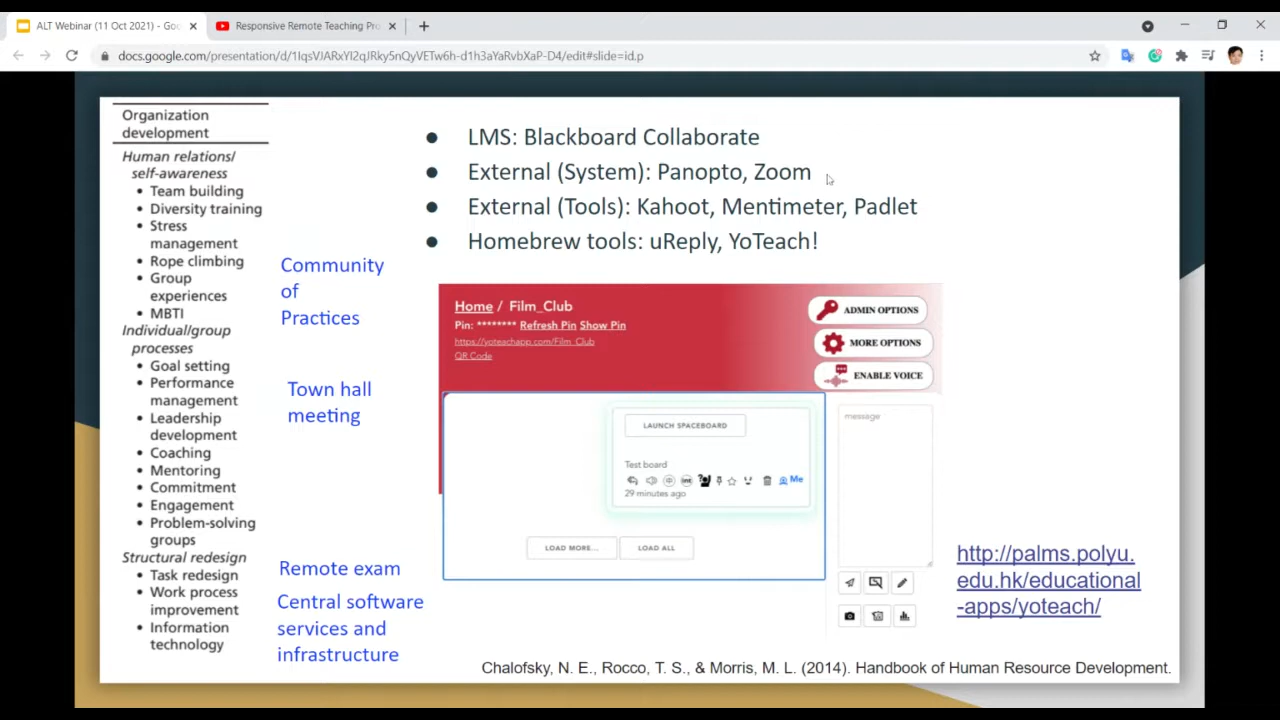 ALT Webinar (11 Oct 2021) - Goo
Responsive Remote Teaching Pro
docs.google.com/presentation/d/1IqsVJARxYI2qJRky5nQyVETw6h-d1h3aYaRvbXaP-D4/edit#slide=id.p
Organization
development
Human relations/
self-awareness
• Team building
• Diversity training
• Stress
management
• Rope climbing
• Group
experiences
• MBTI
Individual/group
processes
• Goal setting
• Performance
management
• Leadership
development
• Coaching
• Mentoring
• Commitment
• Engagement
• Problem-solving
groups
Structural redesign
• Task redesign
• Work process
improvement
• Information
technology
Community
of
Practices
Town hall
meeting
Remote exam
Central software
services and
infrastructure
● LMS: Blackboard Collaborate
● External (System): Panopto, Zoom
● External (Tools): Kahoot, Mentimeter, Padlet
● Homebrew tools: uReply, YoTeach!
Home / Film_Club
Pin: ******** Refresh Pin Show Pin
https://yoteachapp.com/Film_Club
QR Code
ADMIN OPTIONS
MORE OPTIONS
ENABLE VOICE
LAUNCH SPACEBOARD
Test board
Me
29 minutes ago
LOAD MORE...
LOAD ALL
message
http://palms.polyu.
edu.hk/educational
-apps/yoteach/
Chalofsky, N. E., Rocco, T. S., & Morris, M. L. (2014). Handbook of Human Resource Development.